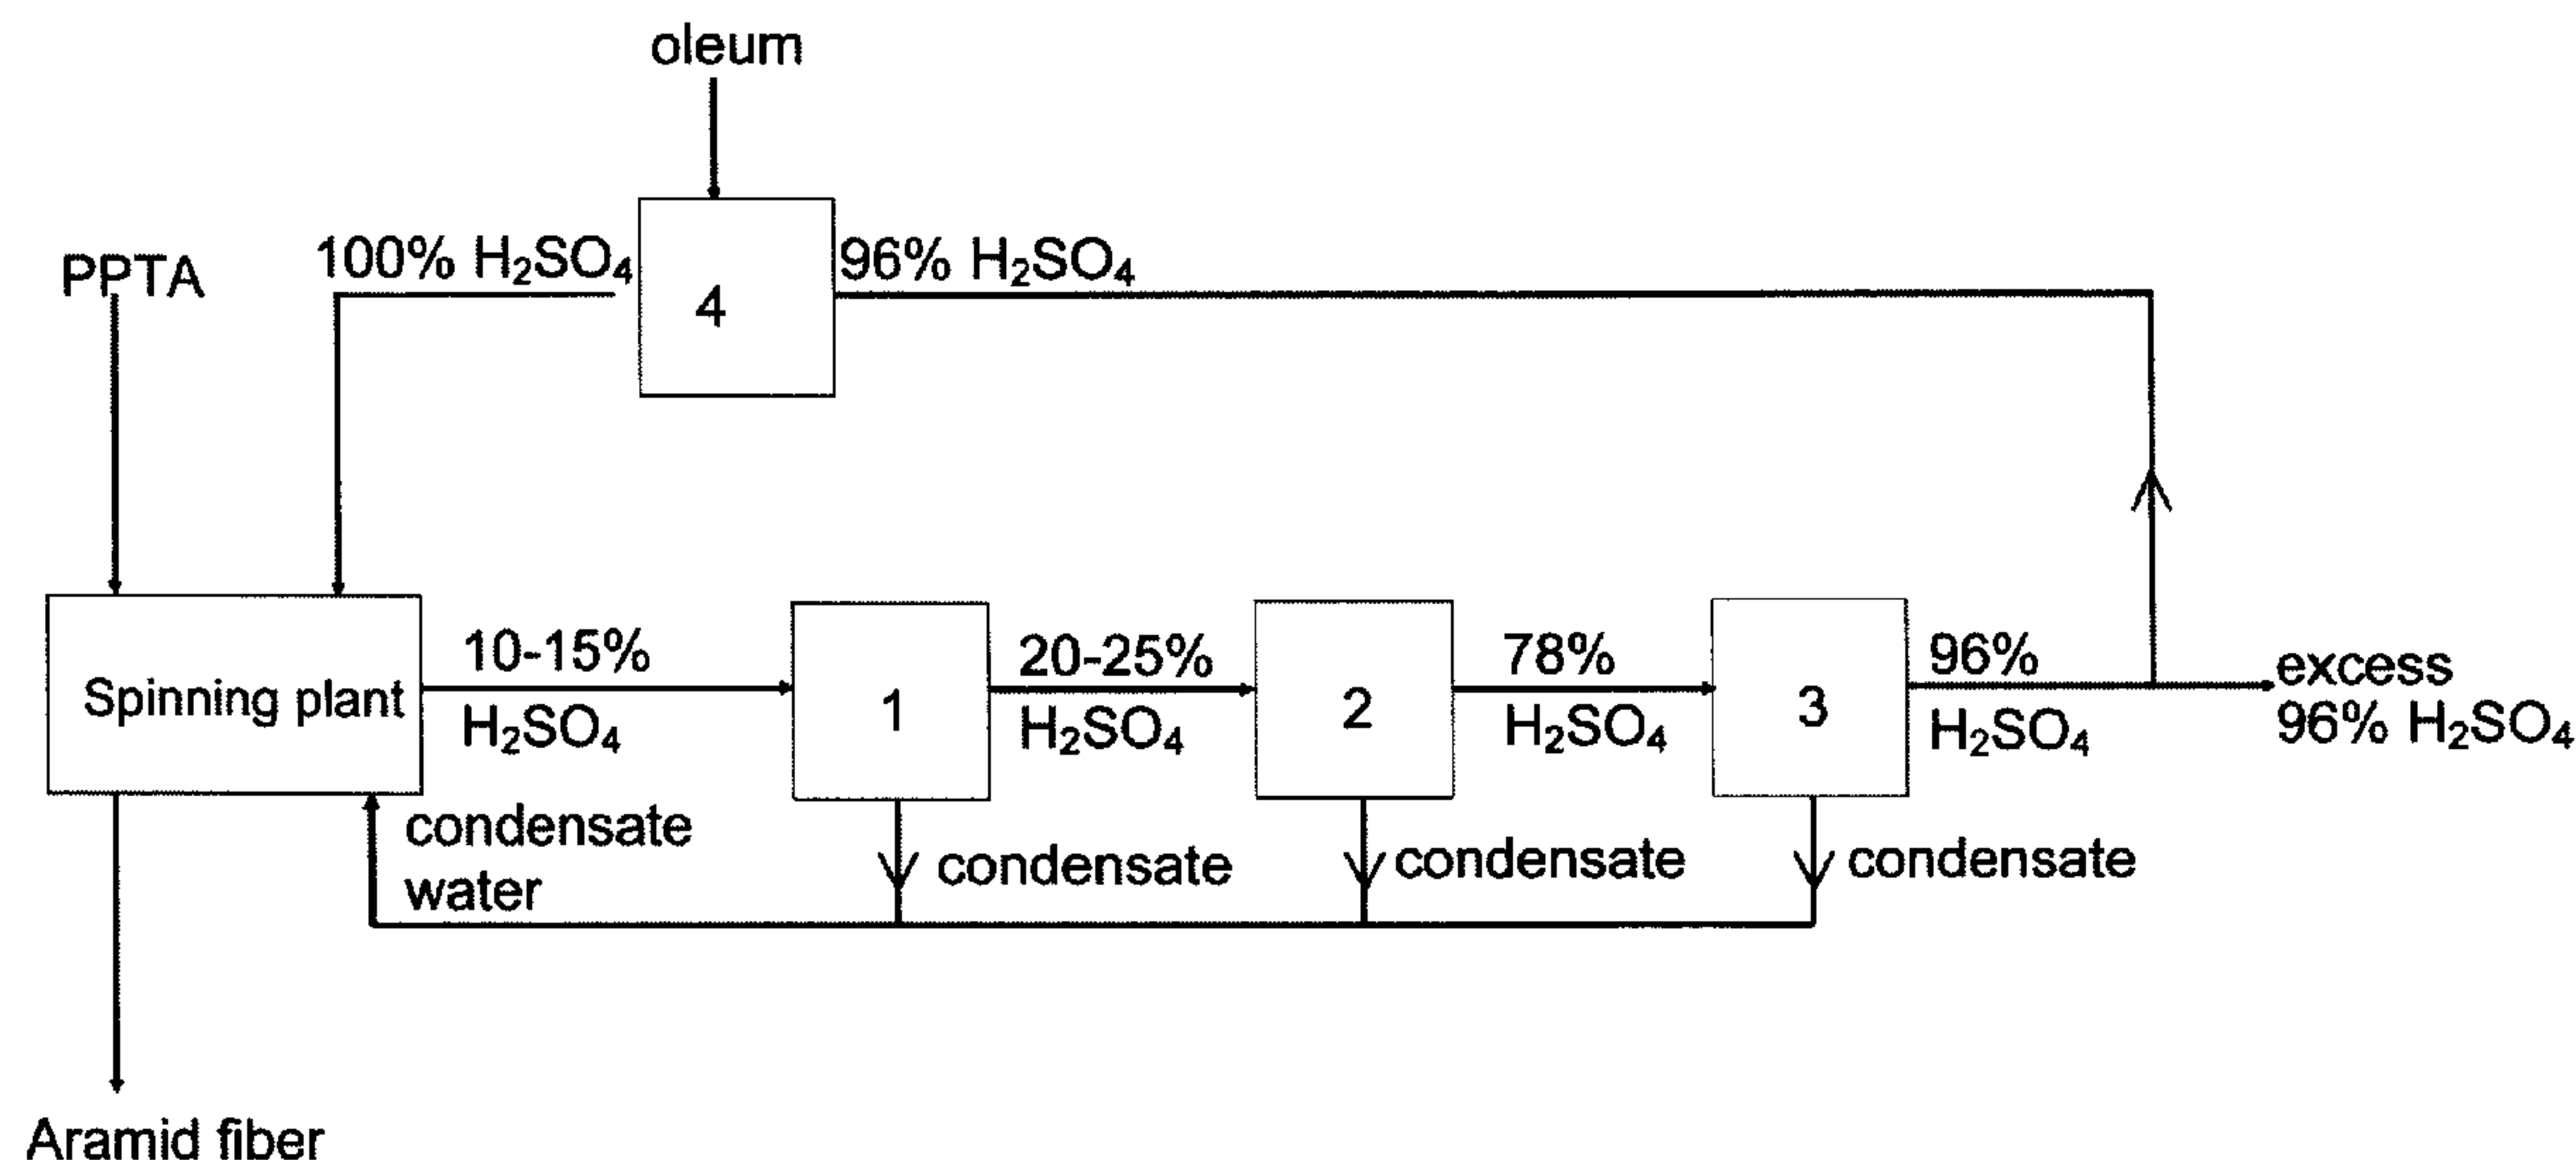 oleum
PPTA
100% H₂SO₄
4
96% H₂SO₄
Spinning plant
10-15%
H₂SO₄
1
20-25%
H₂SO₄
2
78%
H₂SO₄
3
96%
H₂SO₄
excess
96% H₂SO₄
condensate
water
condensate
condensate
condensate
Aramid fiber